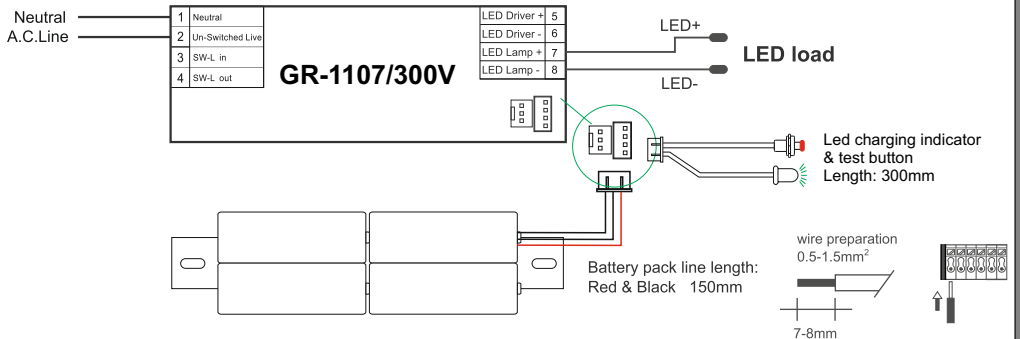 Neutral
A.C.Line
1 Neutral
2 Un-Switched Live
3 SW-L in
4 SW-L out
GR-1107/300V
LED Driver + 5
LED Driver - 6
LED Lamp + 7
LED Lamp - 8
LED+
LED load
LED-
Led charging indicator
& test button
Length: 300mm
Battery pack line length:
Red & Black 150mm
wire preparation
0.5-1.5mm²
7-8mm